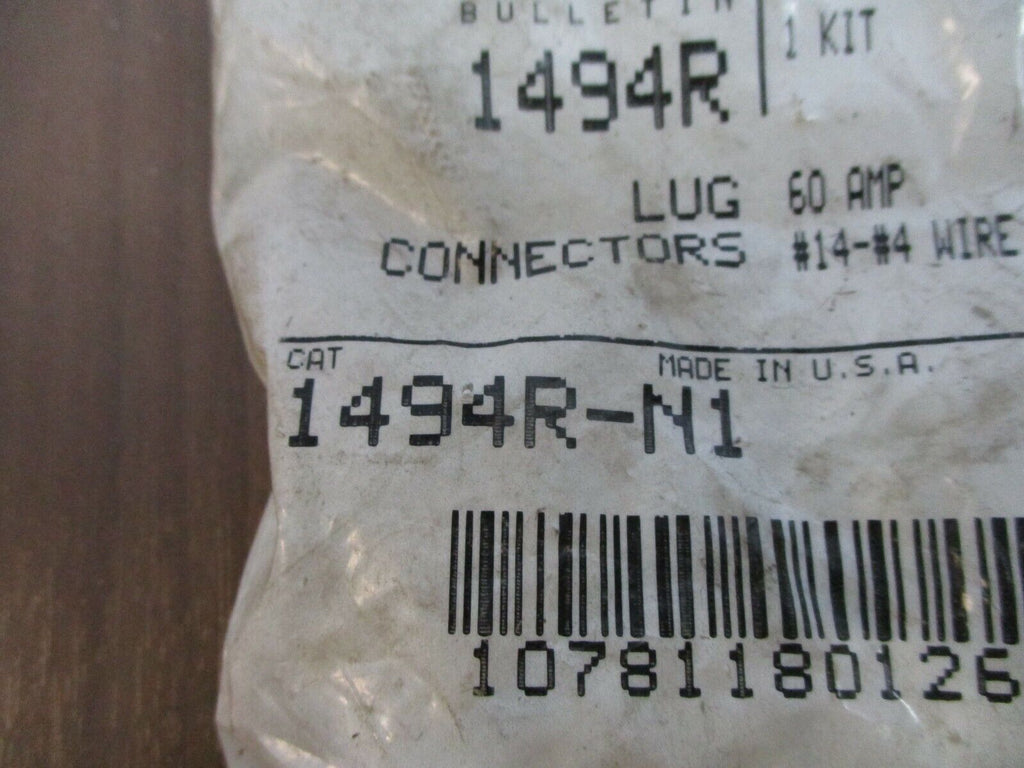 BULLETIN
1494R
1 KIT
LUG
CONNECTORS
60 AMP
#14-#4 WIRE
CAT
MADE IN U.S.A.
1494R-N1
10781180126